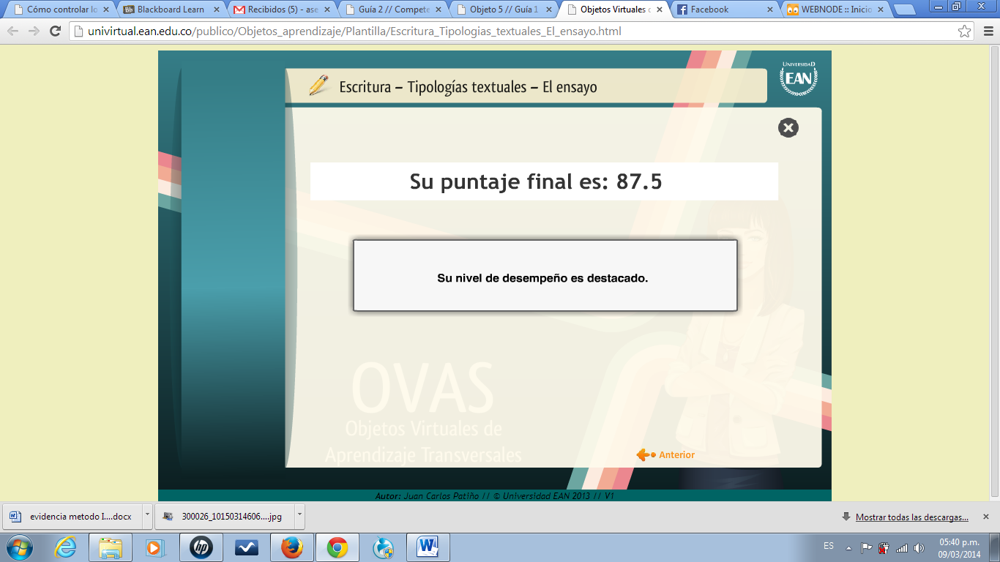 Cómo controlar lo
Blackboard Learn
Recibidos (5) - ase
Guía 2 // Compete
Objeto 5 // Guía 1
Objetos Virtuales d
Facebook
WEBNODE :: Inicio
univirtual.ean.edu.co/publico/Objetos_aprendizaje/Plantilla/Escritura_Tipologias_textuales_El_ensayo.html
UNIVERSIDAD
EAN
Escritura – Tipologías textuales – El ensayo
Su puntaje final es: 87.5
Su nivel de desempeño es destacado.
OVAS
Objetos Virtuales de
Aprendizaje Transversales
Anterior
Autor: Juan Carlos Patiño // © Universidad EAN 2013 // V1
evidencia metodo I....docx
300026_10150314606....jpg
Mostrar todas las descargas...
ES
05:40 p.m.
09/03/2014